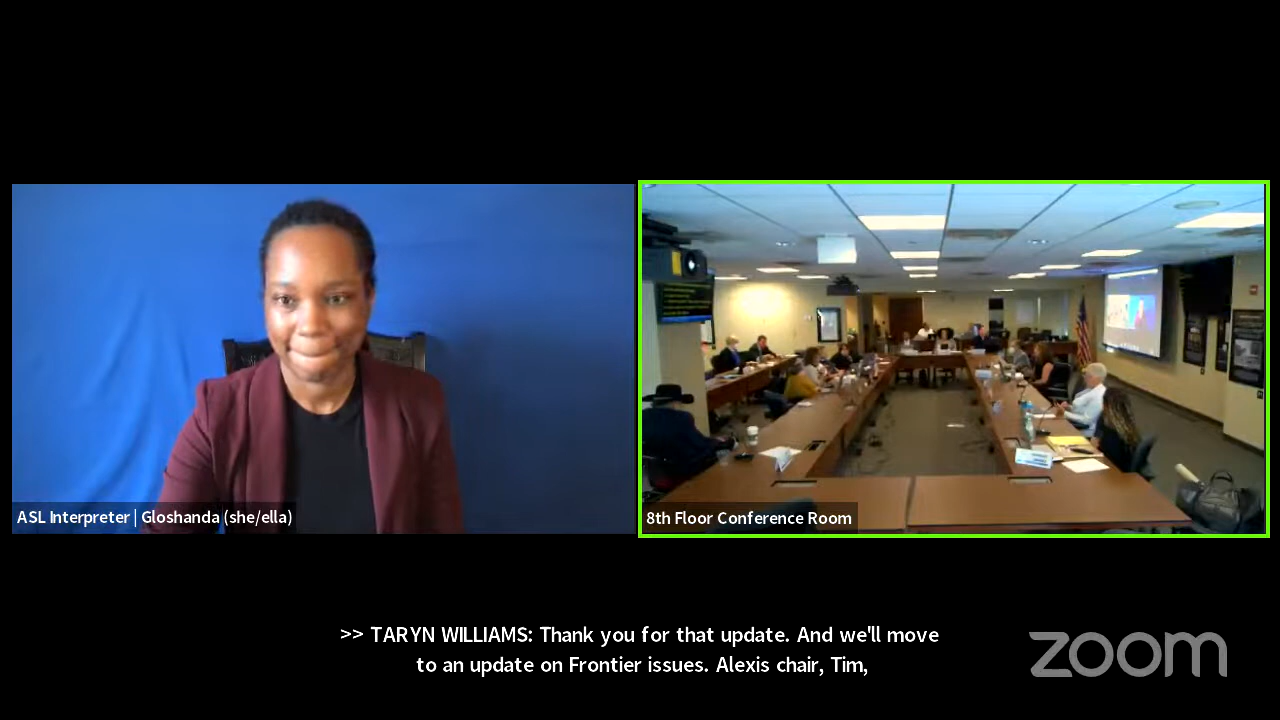 ASL Interpreter | Gloshanda (she/ella)
8th Floor Conference Room
>> TARYN WILLIAMS: Thank you for that update. And we'll move
to an update on Frontier issues. Alexis chair, Tim,
zoom